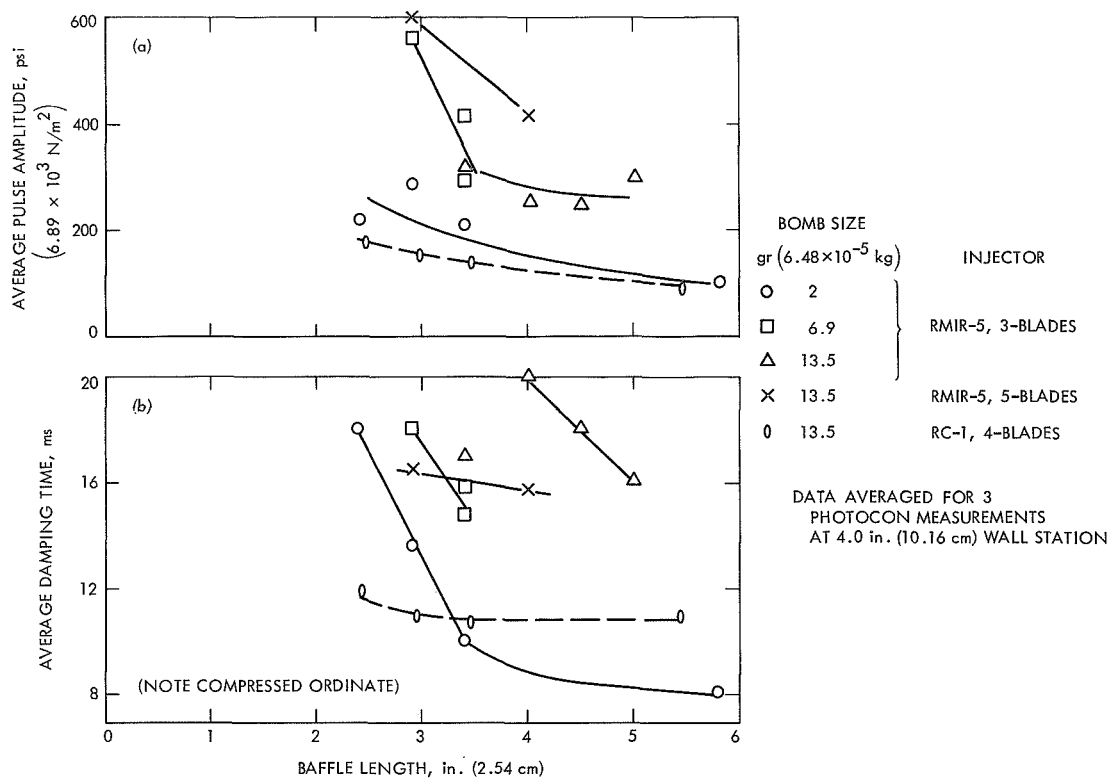 AVERAGE PULSE AMPLITUDE, psi
(6.89 × 10³ N/m²)
600
400
200
0
(a)
AVERAGE DAMPING TIME, ms
20
16
12
8
(b)
(NOTE COMPRESSED ORDINATE)
0 1 2 3 4 5 6
BAFFLE LENGTH, in. (2.54 cm)
BOMB SIZE
gr (6.48×10⁻⁵ kg) INJECTOR
2
6.9 RMIR-5, 3-BLADES
13.5
13.5 RMIR-5, 5-BLADES
13.5 RC-1, 4-BLADES
DATA AVERAGED FOR 3
PHOTOCON MEASUREMENTS
AT 4.0 in. (10.16 cm) WALL STATION